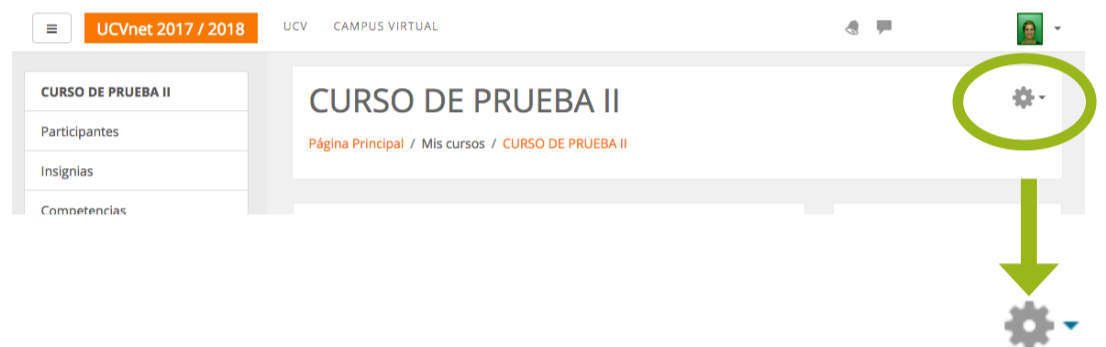 UCVnet 2017 / 2018 UCV CAMPUS VIRTUAL
CURSO DE PRUEBA II
Participantes
Insignias
Competencias
CURSO DE PRUEBA II
Página Principal / Mis cursos / CURSO DE PRUEBA II